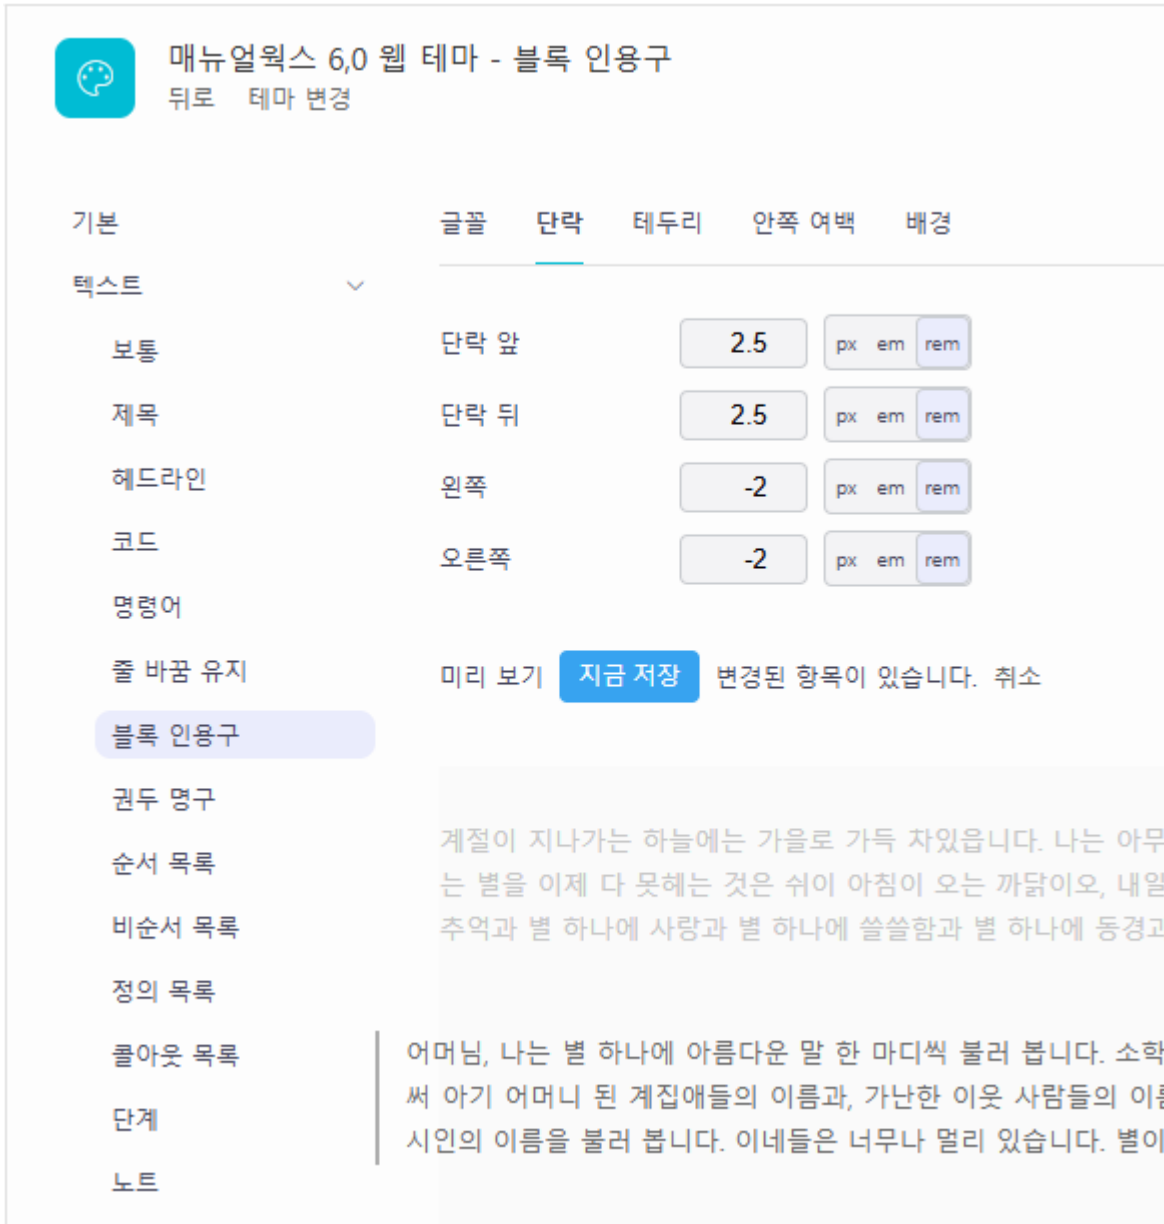 매뉴얼웍스 6,0 웹 테마 - 블록 인용구
뒤로 테마 변경
기본
텍스트
보통
제목
헤드라인
코드
명령어
줄 바꿈 유지
블록 인용구
권두 명구
순서 목록
비순서 목록
정의 목록
콜아웃 목록
단계
노트
글꼴 단락 테두리 안쪽 여백 배경
단락 앞 2.5 px em rem
단락 뒤 2.5 px em rem
왼쪽 -2 px em rem
오른쪽 -2 px em rem
미리 보기 지금 저장 변경된 항목이 있습니다. 취소
계절이 지나가는 하늘에는 가을로 가득 차있읍니다. 나는 아무
는 별을 이제 다 못헤는 것은 쉬이 아침이 오는 까닭이오, 내일
추억과 별 하나에 사랑과 별 하나에 쓸쓸함과 별 하나에 동경과
어머님, 나는 별 하나에 아름다운 말 한 마디씩 불러 봅니다. 소학
써 아기 어머니 된 계집애들의 이름과, 가난한 이웃 사람들의 이름
시인의 이름을 불러 봅니다. 이네들은 너무나 멀리 있습니다. 별이